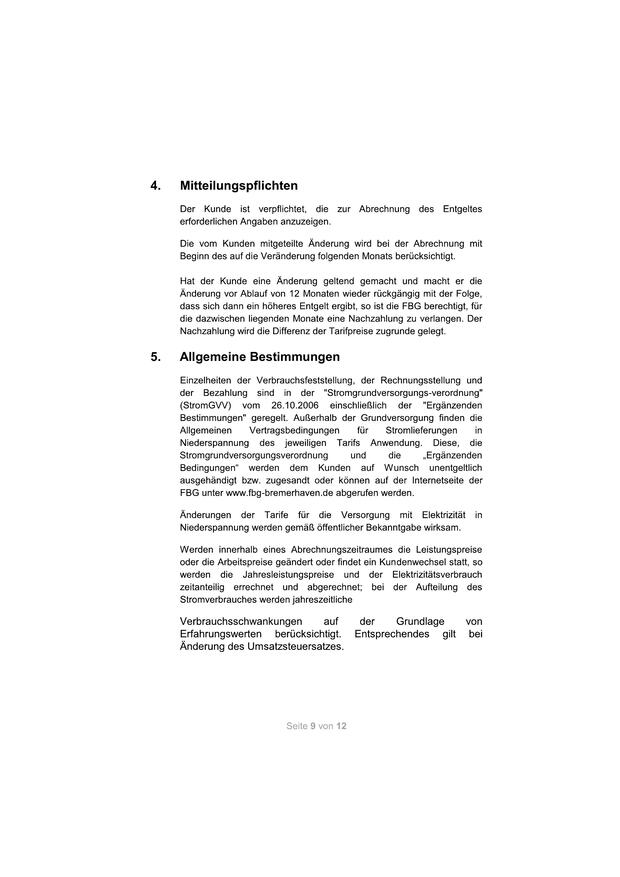 4. Mitteilungspflichten
Der Kunde ist verpflichtet, die zur Abrechnung des Entgeltes
erforderlichen Angaben anzuzeigen.
Die vom Kunden mitgeteilte Änderung wird bei der Abrechnung mit
Beginn des auf die Veränderung folgenden Monats berücksichtigt.
Hat der Kunde eine Änderung geltend gemacht und macht er die
Änderung vor Ablauf von 12 Monaten wieder rückgängig mit der Folge,
dass sich dann ein höheres Entgelt ergibt, so ist die FBG berechtigt, für
die dazwischen liegenden Monate eine Nachzahlung zu verlangen. Der
Nachzahlung wird die Differenz der Tarifpreise zugrunde gelegt.
5. Allgemeine Bestimmungen
Einzelheiten der Verbrauchsfeststellung, der Rechnungsstellung und
der Bezahlung sind in der "Stromgrundversorgungs-verordnung"
(StromGVV) vom 26.10.2006 einschließlich der "Ergänzenden
Bestimmungen" geregelt. Außerhalb der Grundversorgung finden die
Allgemeinen Vertragsbedingungen für Stromlieferungen in
Niederspannung des jeweiligen Tarifs Anwendung. Diese, die
Stromgrundversorgungsverordnung und die „Ergänzenden
Bedingungen“ werden dem Kunden auf Wunsch unentgeltlich
ausgehändigt bzw. zugesandt oder können auf der Internetseite der
FBG unter www.fbg-bremerhaven.de abgerufen werden.
Änderungen der Tarife für die Versorgung mit Elektrizität in
Niederspannung werden gemäß öffentlicher Bekanntgabe wirksam.
Werden innerhalb eines Abrechnungszeitraumes die Leistungspreise
oder die Arbeitspreise geändert oder findet ein Kundenwechsel statt, so
werden die Jahresleistungspreise und der Elektrizitätsverbrauch
zeitanteilig errechnet und abgerechnet; bei der Aufteilung des
Stromverbrauches werden jahreszeitliche
Verbrauchsschwankungen auf der Grundlage von
Erfahrungswerten berücksichtigt. Entsprechendes gilt bei
Änderung des Umsatzsteuersatzes.
Seite 9 von 12